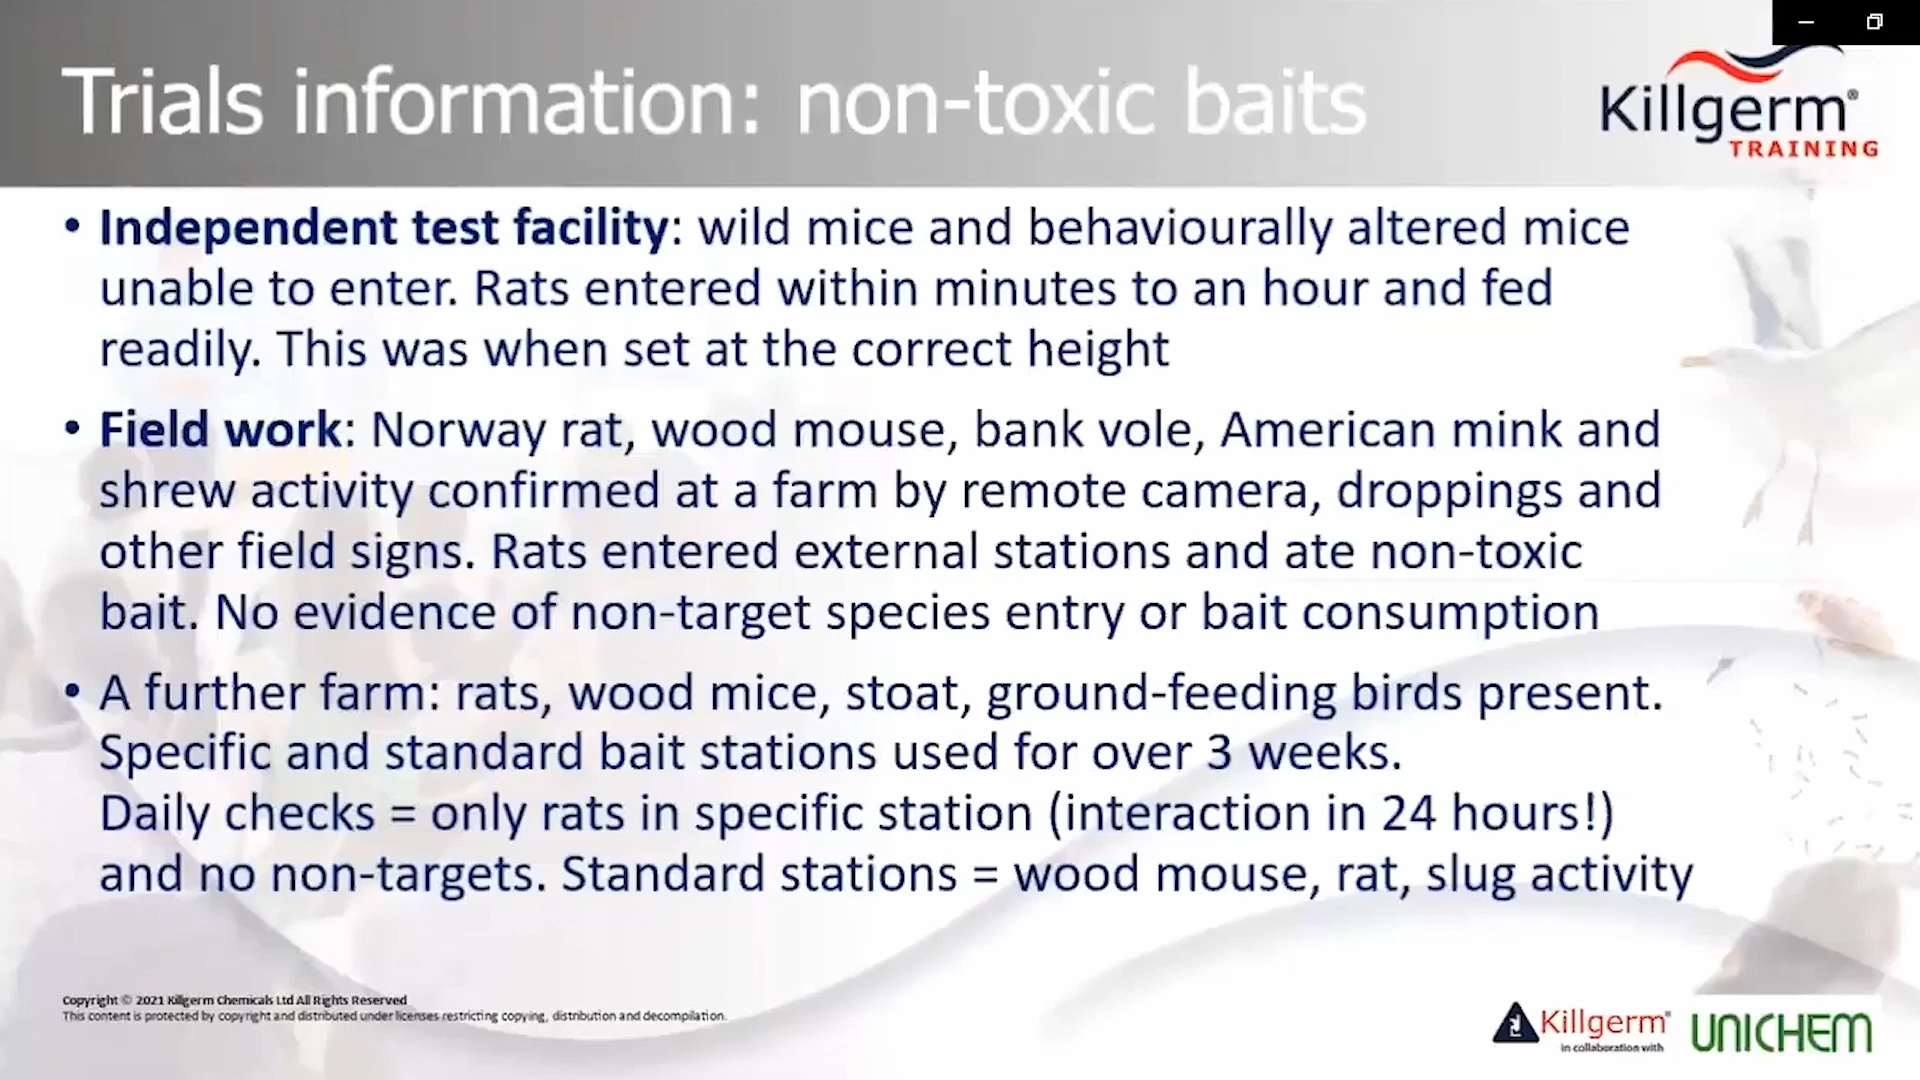 Trials information: non-toxic baits
Killgerm®
TRAINING
• Independent test facility: wild mice and behaviourally altered mice
unable to enter. Rats entered within minutes to an hour and fed
readily. This was when set at the correct height
• Field work: Norway rat, wood mouse, bank vole, American mink and
shrew activity confirmed at a farm by remote camera, droppings and
other field signs. Rats entered external stations and ate non-toxic
bait. No evidence of non-target species entry or bait consumption
• A further farm: rats, wood mice, stoat, ground-feeding birds present.
Specific and standard bait stations used for over 3 weeks.
Daily checks = only rats in specific station (interaction in 24 hours!)
and no non-targets. Standard stations = wood mouse, rat, slug activity
Copyright © 2021 Killgerm Chemicals Ltd All Rights Reserved
This content is protected by copyright and distributed under licenses restricting copying, distribution and decompilation.
Killgerm®
in collaboration with
UNICHEM